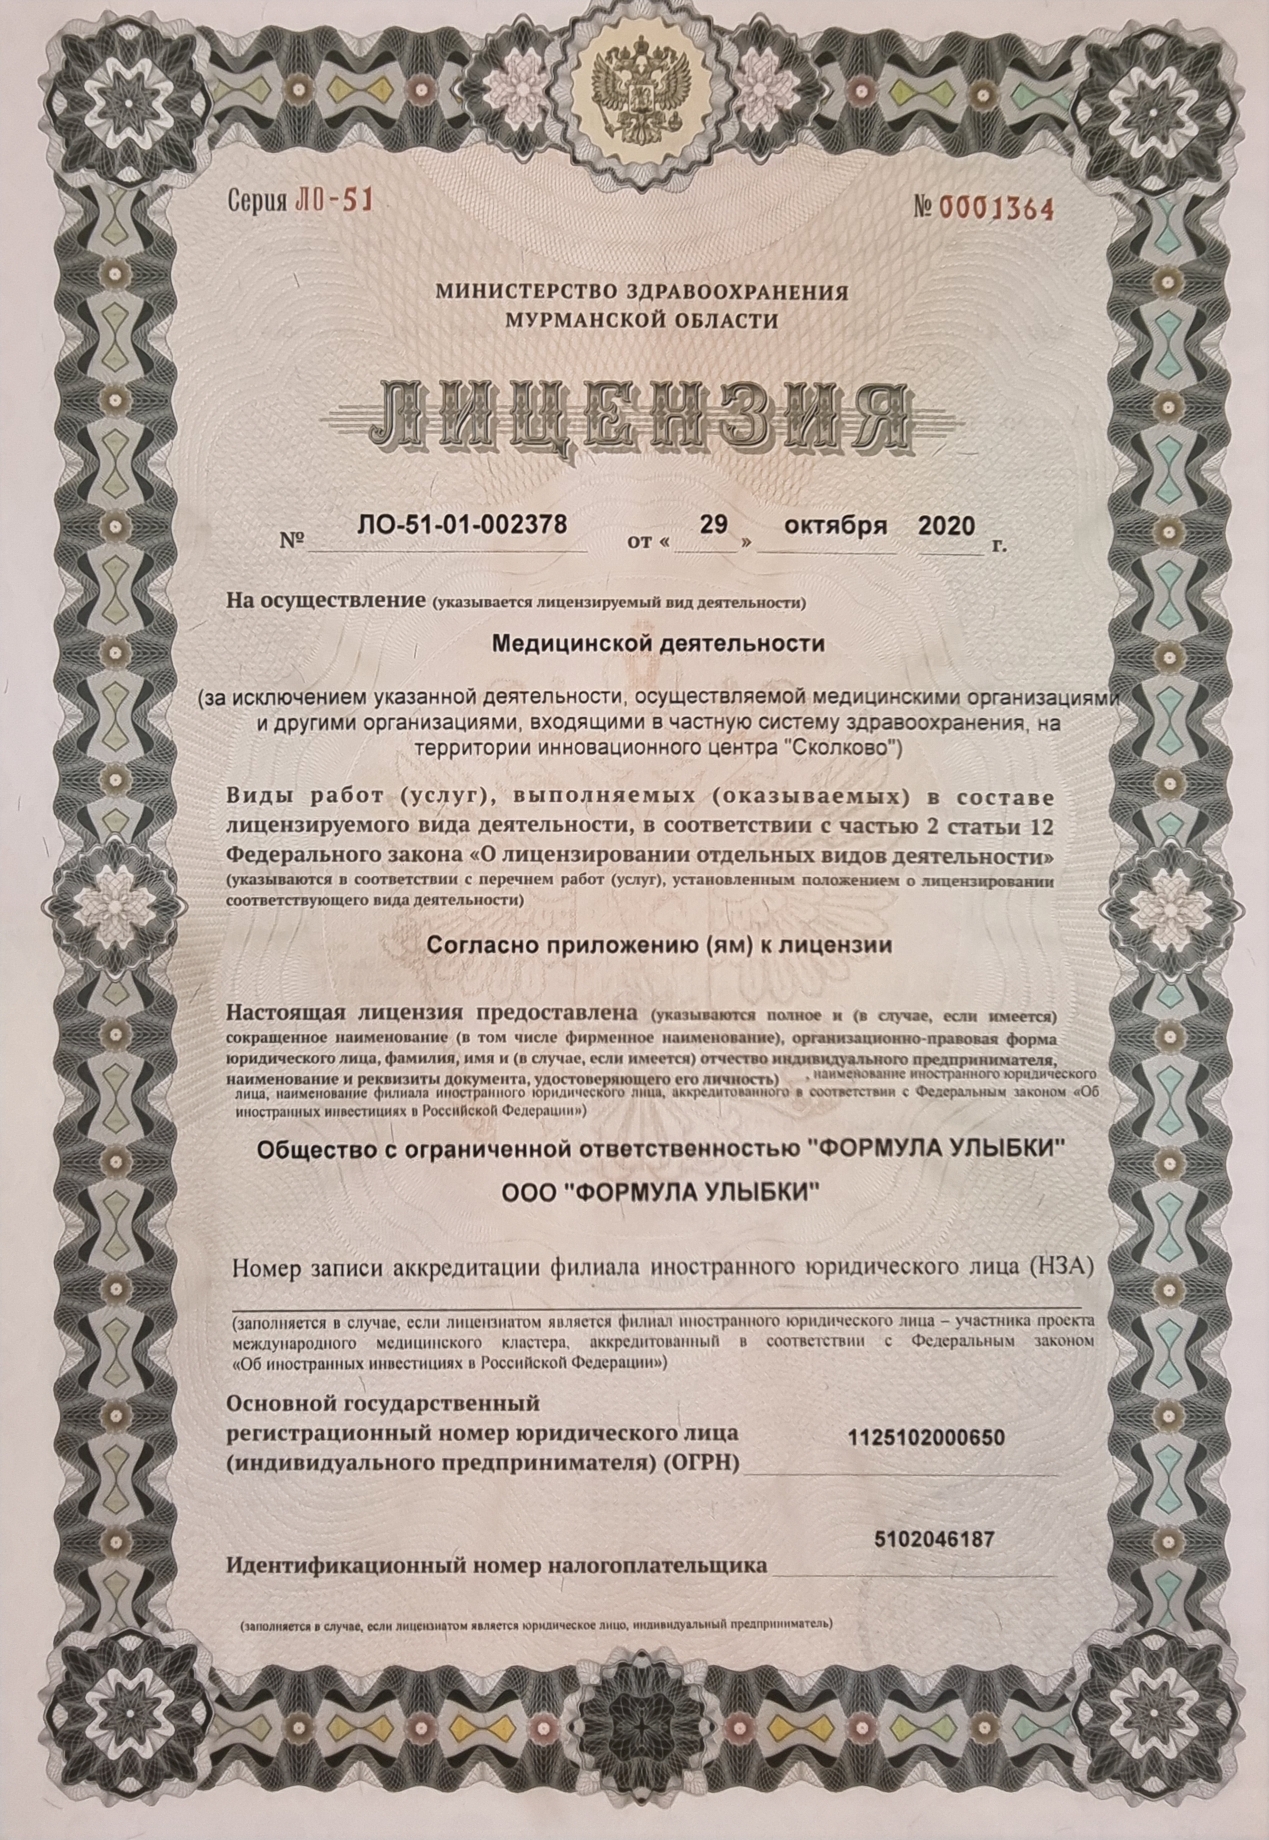 Серия ЛО-51
№ 0001364
МИНИСТЕРСТВО ЗДРАВООХРАНЕНИЯ
МУРМАНСКОЙ ОБЛАСТИ
ЛИЦЕНЗИЯ
№ ЛО-51-01-002378 от « 29 » октября 2020 г.
На осуществление (указывается лицензируемый вид деятельности)
Медицинской деятельности
(за исключением указанной деятельности, осуществляемой медицинскими организациями
и другими организациями, входящими в частную систему здравоохранения, на
территории инновационного центра "Сколково")
Виды работ (услуг), выполняемых (оказываемых) в составе
лицензируемого вида деятельности, в соответствии с частью 2 статьи 12
Федерального закона «О лицензировании отдельных видов деятельности»
(указываются в соответствии с перечнем работ (услуг), установленным положением о лицензировании
соответствующего вида деятельности)
Согласно приложению (ям) к лицензии
Настоящая лицензия предоставлена (указываются полное и (в случае, если имеется)
сокращенное наименование (в том числе фирменное наименование), организационно-правовая форма
юридического лица, фамилия, имя и (в случае, если имеется) отчество индивидуального предпринимателя,
наименование и реквизиты документа, удостоверяющего его личность) , наименование иностранного юридического
лица, наименование филиала иностранного юридического лица, аккредитованного в соответствии с Федеральным законом «Об
иностранных инвестициях в Российской Федерации»)
Общество с ограниченной ответственностью "ФОРМУЛА УЛЫБКИ"
ООО "ФОРМУЛА УЛЫБКИ"
Номер записи аккредитации филиала иностранного юридического лица (НЗА)
(заполняется в случае, если лицензиатом является филиал иностранного юридического лица – участника проекта
международного медицинского кластера, аккредитованный в соответствии с Федеральным законом
«Об иностранных инвестициях в Российской Федерации»)
Основной государственный
регистрационный номер юридического лица 1125102000650
(индивидуального предпринимателя) (ОГРН)
5102046187
Идентификационный номер налогоплательщика
(заполняется в случае, если лицензиатом является юридическое лицо, индивидуальный предприниматель)